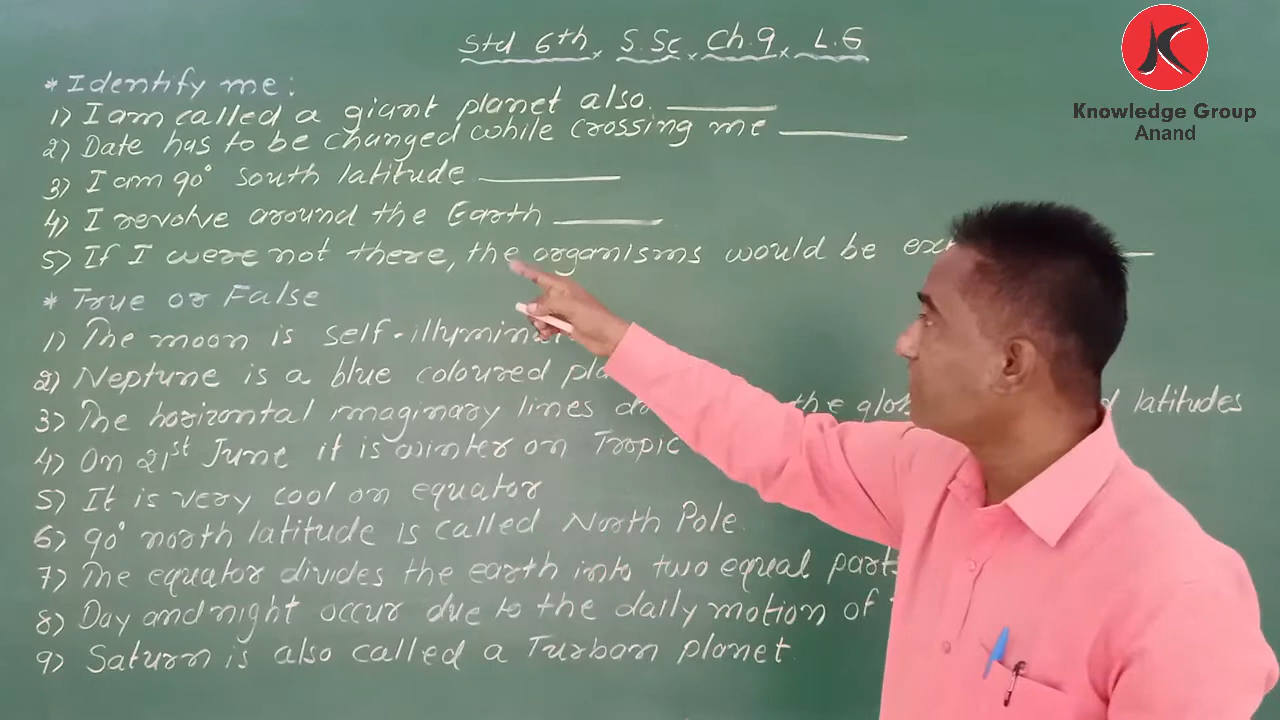 Std 6th, S.Sc, Ch.9, L.6
Knowledge Group
Anand
* Identify me:
1) I am called a giant planet also. ______
2) Date has to be changed while crossing me ______
3) I am 90° South latitude ______
4) I revolve around the Earth ______
5) If I were not there, the organisms would be
* True or False
1) The moon is self-illumina
2) Neptune is a blue coloured pla
3) The horizontal imaginary lines the glo latitudes
4) On 21st June it is winter on Tropic
5) It is very cool on equator
6) 90° north latitude is called North Pole.
7) The equator divides the earth into two equal parts
8) Day and night occur due to the daily motion of
9) Saturn is also called a Turban planet.